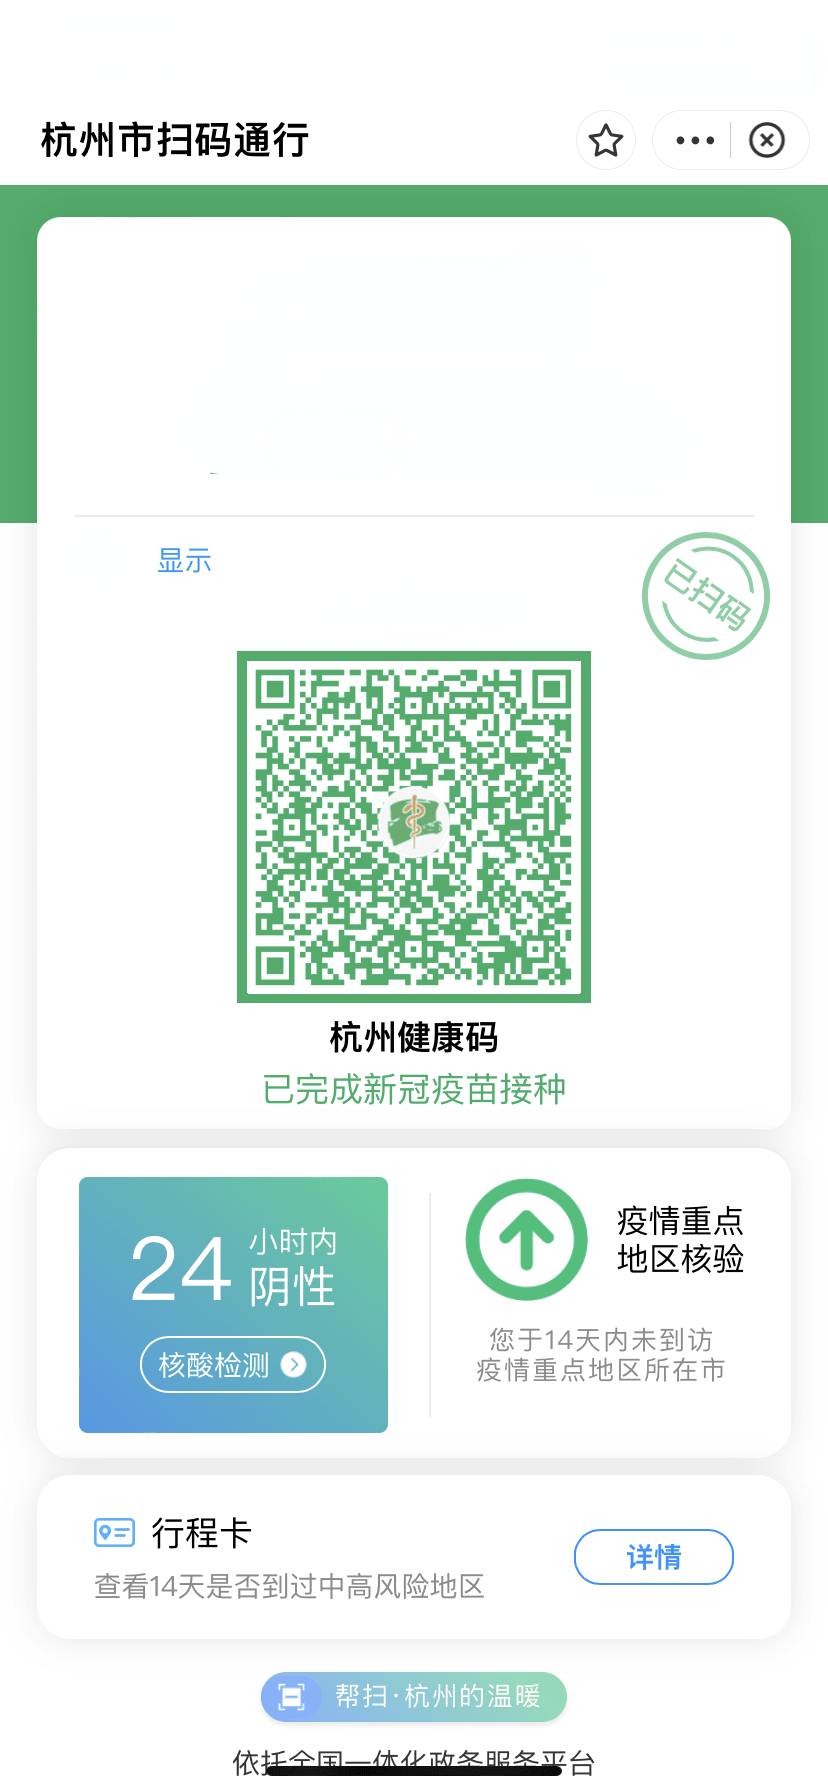 杭州市扫码通行
显示
已扫码
杭州健康码
已完成新冠疫苗接种
24
小时内
阴性
核酸检测
疫情重点
地区核验
您于14天内未到访
疫情重点地区所在市
行程卡
查看14天是否到过中高风险地区
详情
帮扫·杭州的温暖
依托全国一体化政务服务平台